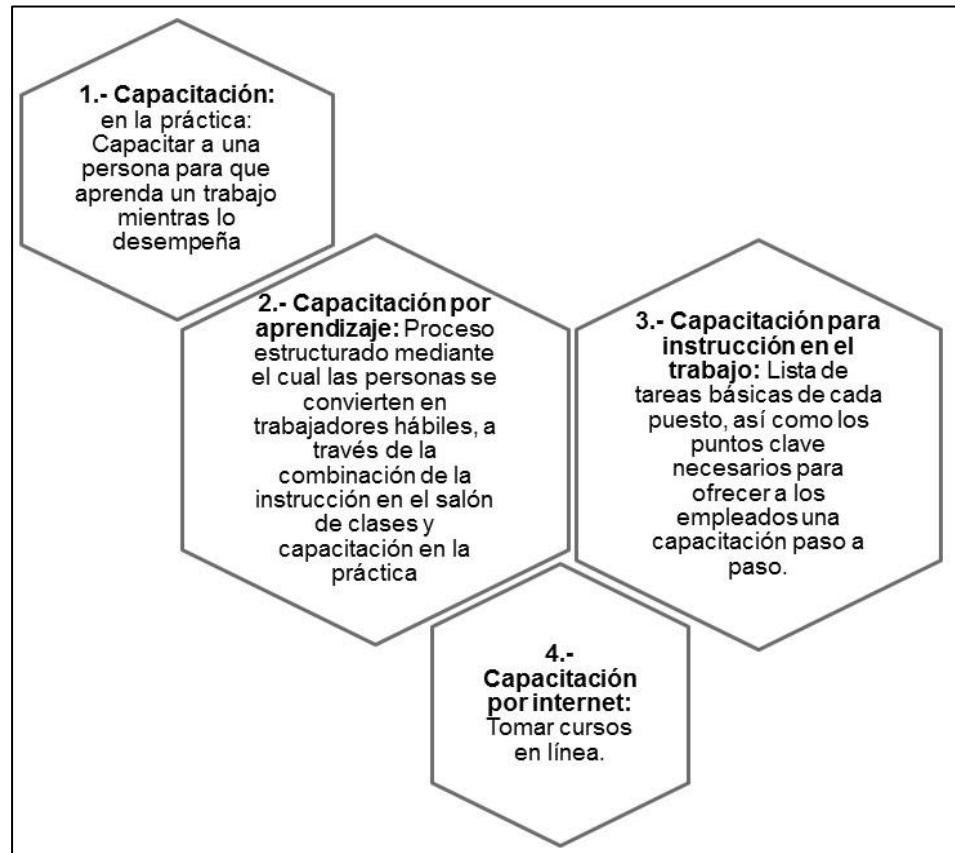 1.- Capacitación:
en la práctica:
Capacitar a una
persona para que
aprenda un trabajo
mientras lo
desempeña
2.- Capacitación por
aprendizaje: Proceso
estructurado mediante
el cual las personas se
convierten en
trabajadores hábiles, a
través de la
combinación de la
instrucción en el salón
de clases y
capacitación en la
práctica
3.- Capacitación para
instrucción en el
trabajo: Lista de
tareas básicas de cada
puesto, así como los
puntos clave
necesarios para
ofrecer a los
empleados una
capacitación paso a
paso.
4.-
Capacitación
por internet:
Tomar cursos
en línea.